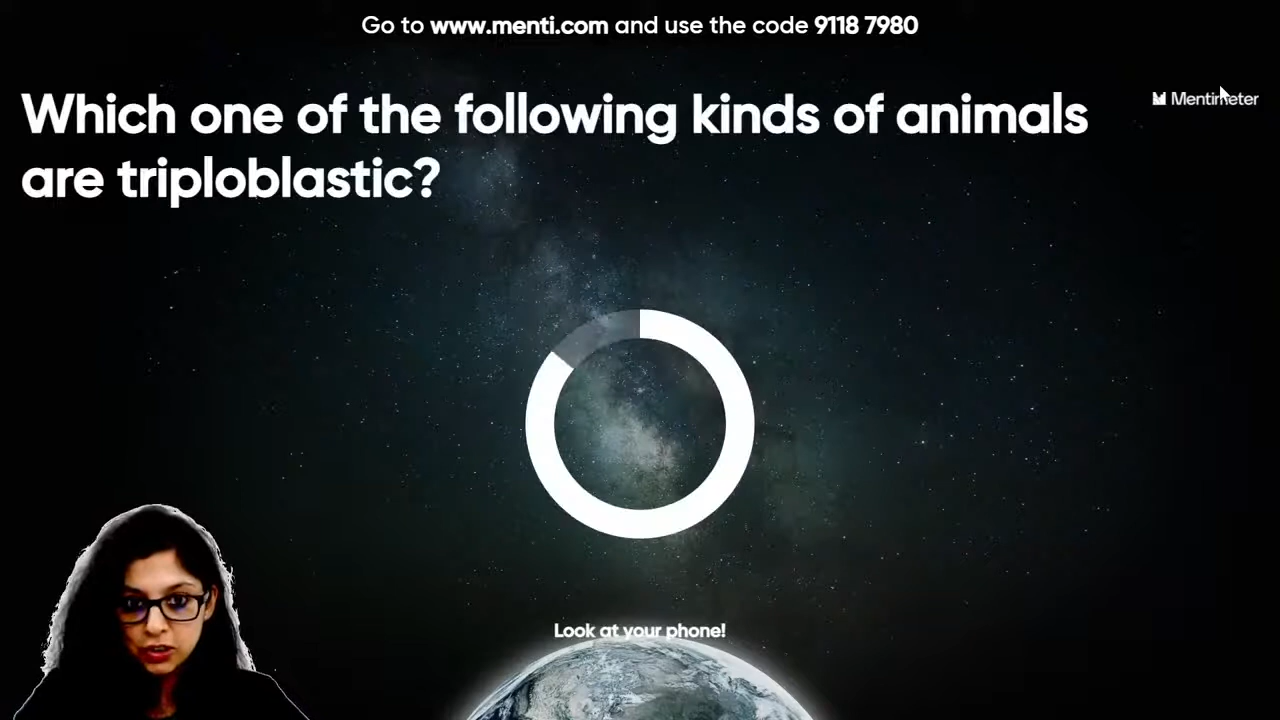 Go to www.menti.com and use the code 9118 7980
Which one of the following kinds of animals
are triploblastic?
Mentimeter
Look at your phone!